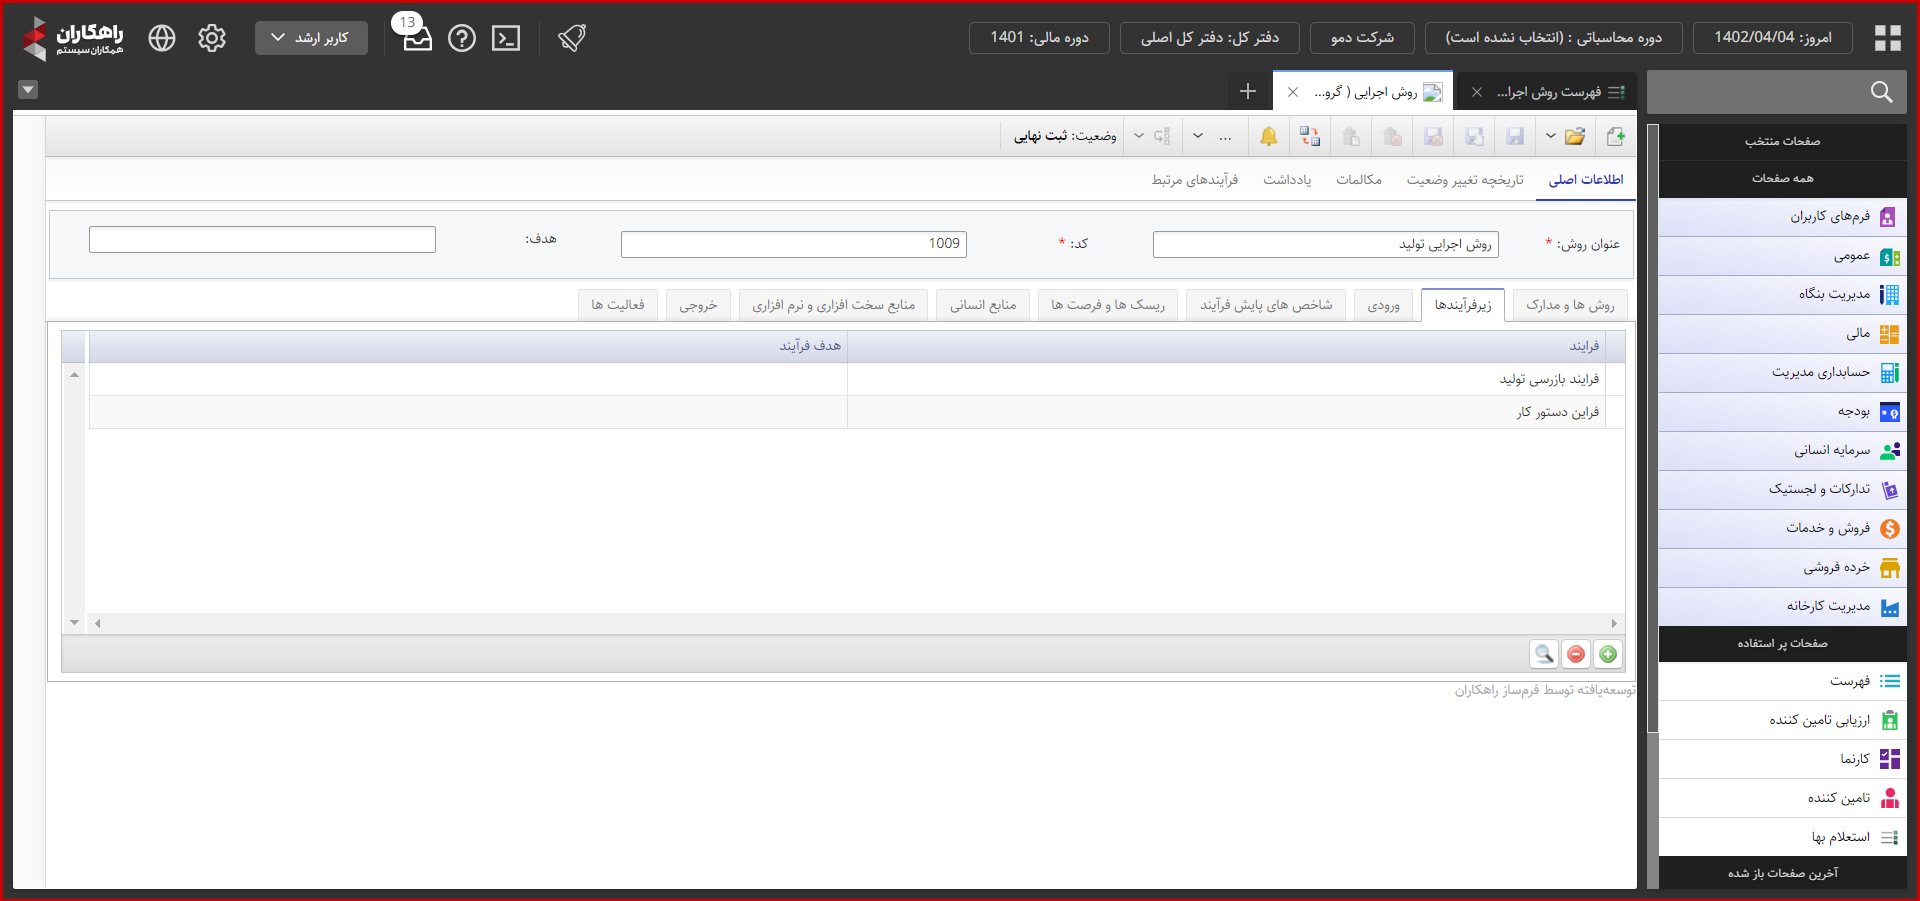 امروز: 1402/04/04
دوره محاسباتی : (انتخاب نشده است)
شرکت دمو
دفتر کل: دفتر کل اصلی
دوره مالی: 1401
13
کاربر ارشد
راهکاران
همکاران سیستم
فهرست روش اجرا...
روش اجرایی ( گرو...
وضعیت: ثبت نهایی
اطلاعات اصلی
تاریخچه تغییر وضعیت
مکالمات
یادداشت
فرآیندهای مرتبط
عنوان روش: *
روش اجرایی تولید
کد: *
1009
هدف:
روش ها و مدارک
زیرفرآیندها
ورودی
شاخص های پایش فرآیند
ریسک ها و فرصت ها
منابع انسانی
منابع سخت افزاری و نرم افزاری
خروجی
فعالیت ها
فرایند
هدف فرآیند
فرایند بازرسی تولید
فراین دستور کار
توسعه‌یافته توسط فرم‌ساز راهکاران
صفحات منتخب
همه صفحات
فرم‌های کاربران
عمومی
مدیریت بنگاه
مالی
حسابداری مدیریت
بودجه
سرمایه انسانی
تدارکات و لجستیک
فروش و خدمات
خرده فروشی
مدیریت کارخانه
صفحات پر استفاده
فهرست
ارزیابی تامین کننده
کارنما
تامین کننده
استعلام بها
آخرین صفحات باز شده